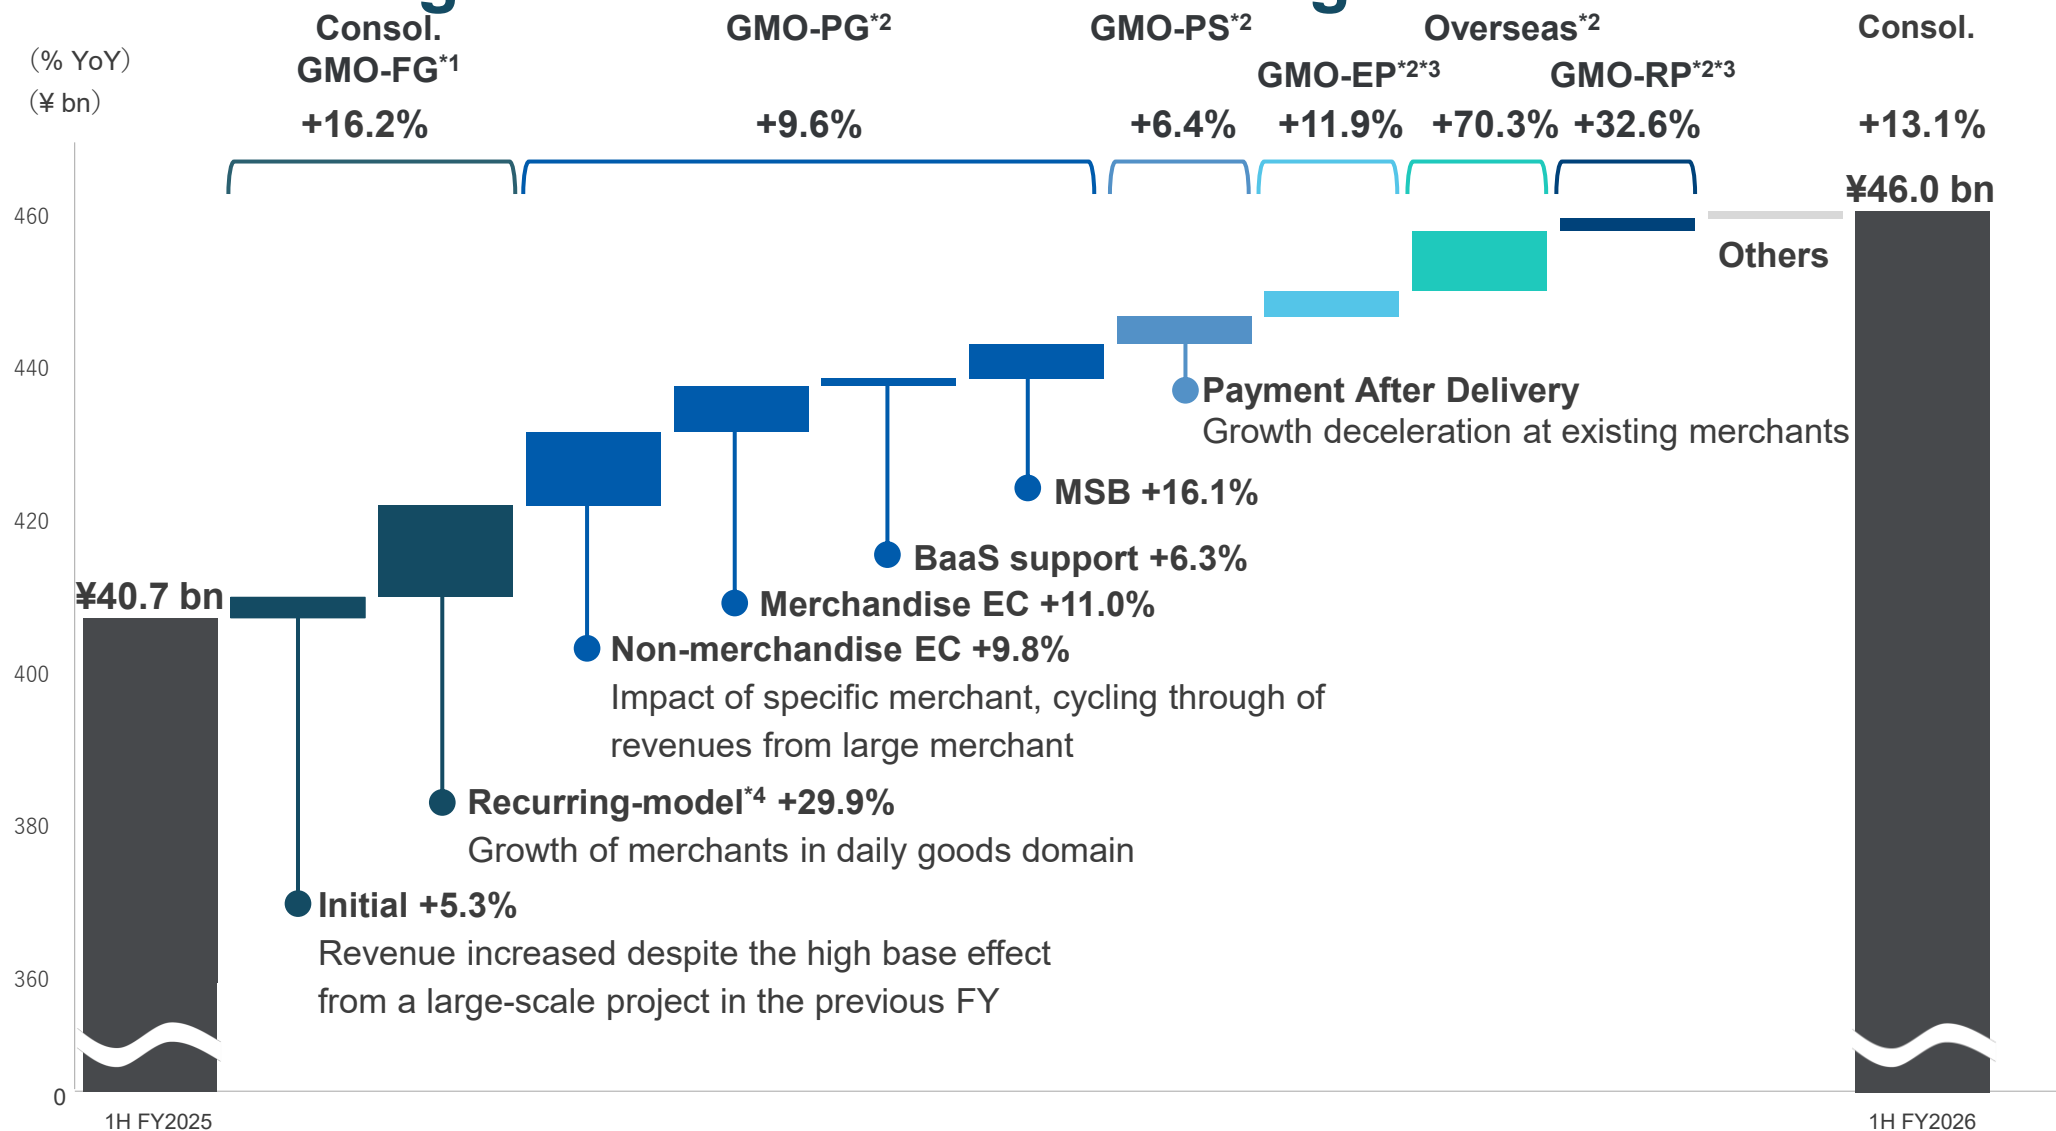 (% YoY)
(¥ bn)
Consol.
GMO-FG*1
+16.2%
GMO-PG*2
+9.6%
GMO-PS*2
+6.4%
GMO-EP*2*3
+11.9%
Overseas*2
+70.3%
GMO-RP*2*3
+32.6%
Consol.
+13.1%
¥46.0 bn
460
440
420
400
380
360
0
Others
Payment After Delivery
Growth deceleration at existing merchants
MSB +16.1%
BaaS support +6.3%
¥40.7 bn
Merchandise EC +11.0%
Non-merchandise EC +9.8%
Impact of specific merchant, cycling through of
revenues from large merchant
Recurring-model*4 +29.9%
Growth of merchants in daily goods domain
Initial +5.3%
Revenue increased despite the high base effect
from a large-scale project in the previous FY
1H FY2025
1H FY2026